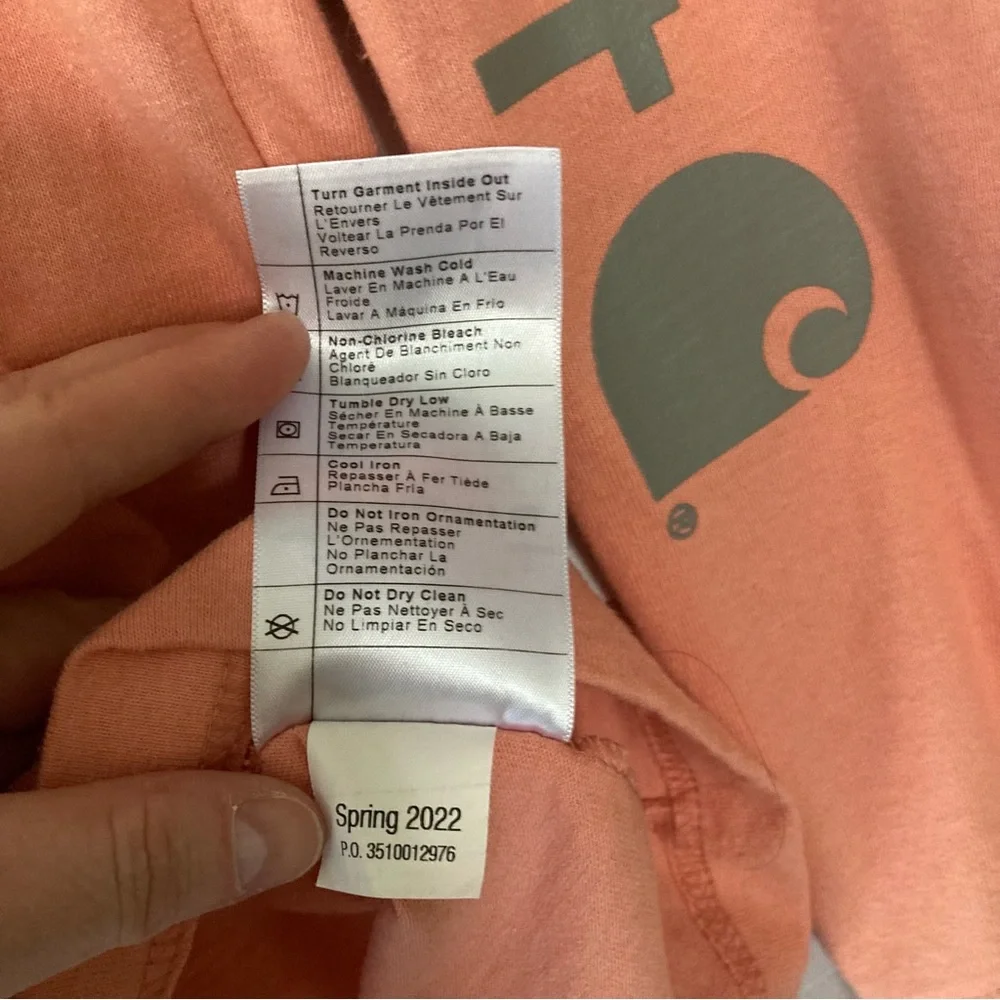 Turn Garment Inside Out
Retourner Le Vêtement Sur
L'Envers
Voltear La Prenda Por El
Reverso
Machine Wash Cold
Laver En Machine A L'Eau
Froide
Lavar A Máquina En Frio
Non-Chlorine Bleach
Agent De Blanchiment Non
Chloré
Blanqueador Sin Cloro
Tumble Dry Low
Sécher En Machine À Basse
Température
Secar En Secadora A Baja
Temperatura
Cool Iron
Repasser À Fer Tiède
Plancha Fria
Do Not Iron Ornamentation
Ne Pas Repasser
L'Ornementation
No Planchar La
Ornamentación
Do Not Dry Clean
Ne Pas Nettoyer À Sec
No Limpiar En Seco
Spring 2022
P.O. 3510012976
®